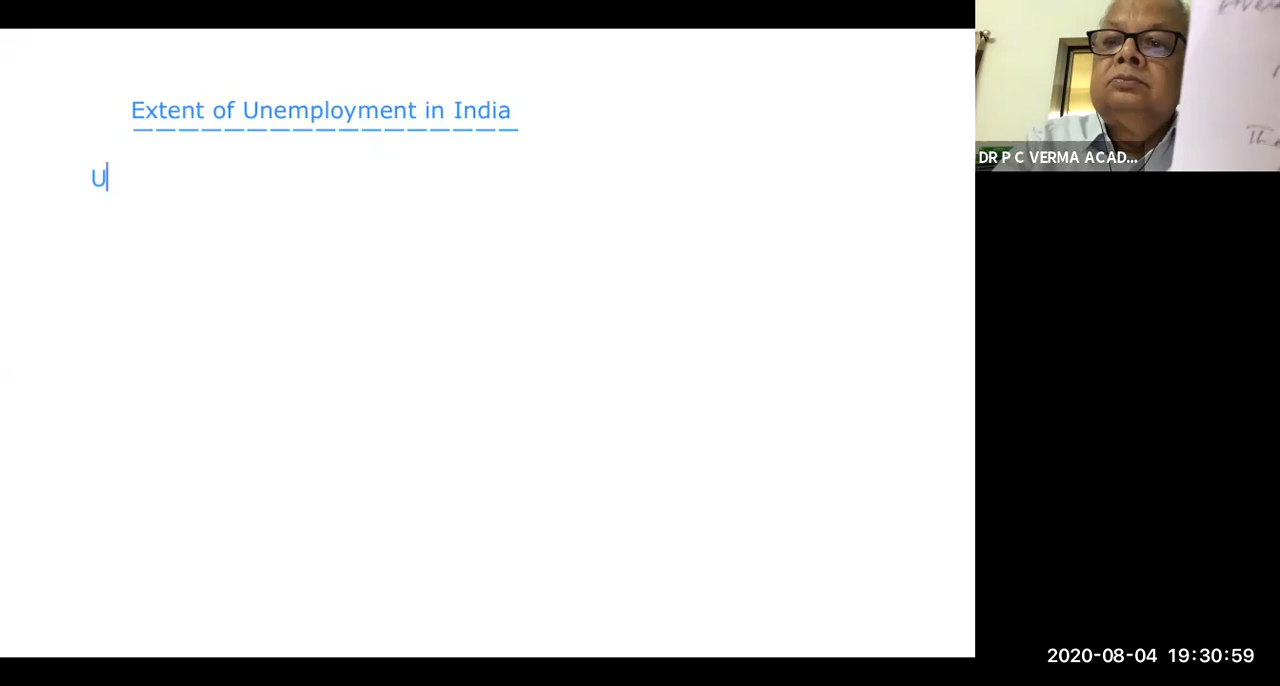 Extent of Unemployment in India
U
DR P C VERMA ACAD...
2020-08-04 19:30:59